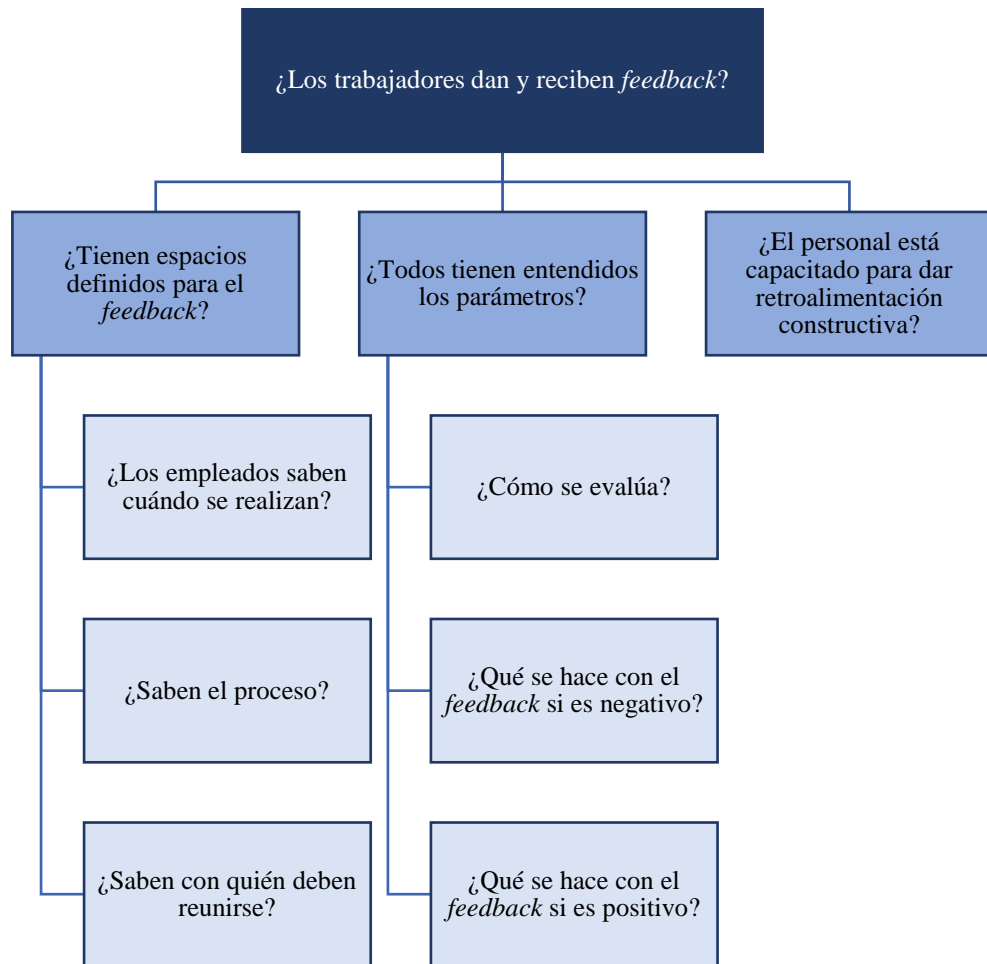 ¿Los trabajadores dan y reciben feedback?
¿Tienen espacios
definidos para el
feedback?
¿Todos tienen entendidos
los parámetros?
¿El personal está
capacitado para dar
retroalimentación
constructiva?
¿Los empleados saben
cuándo se realizan?
¿Cómo se evalúa?
¿Saben el proceso?
¿Qué se hace con el
feedback si es negativo?
¿Saben con quién deben
reunirse?
¿Qué se hace con el
feedback si es positivo?